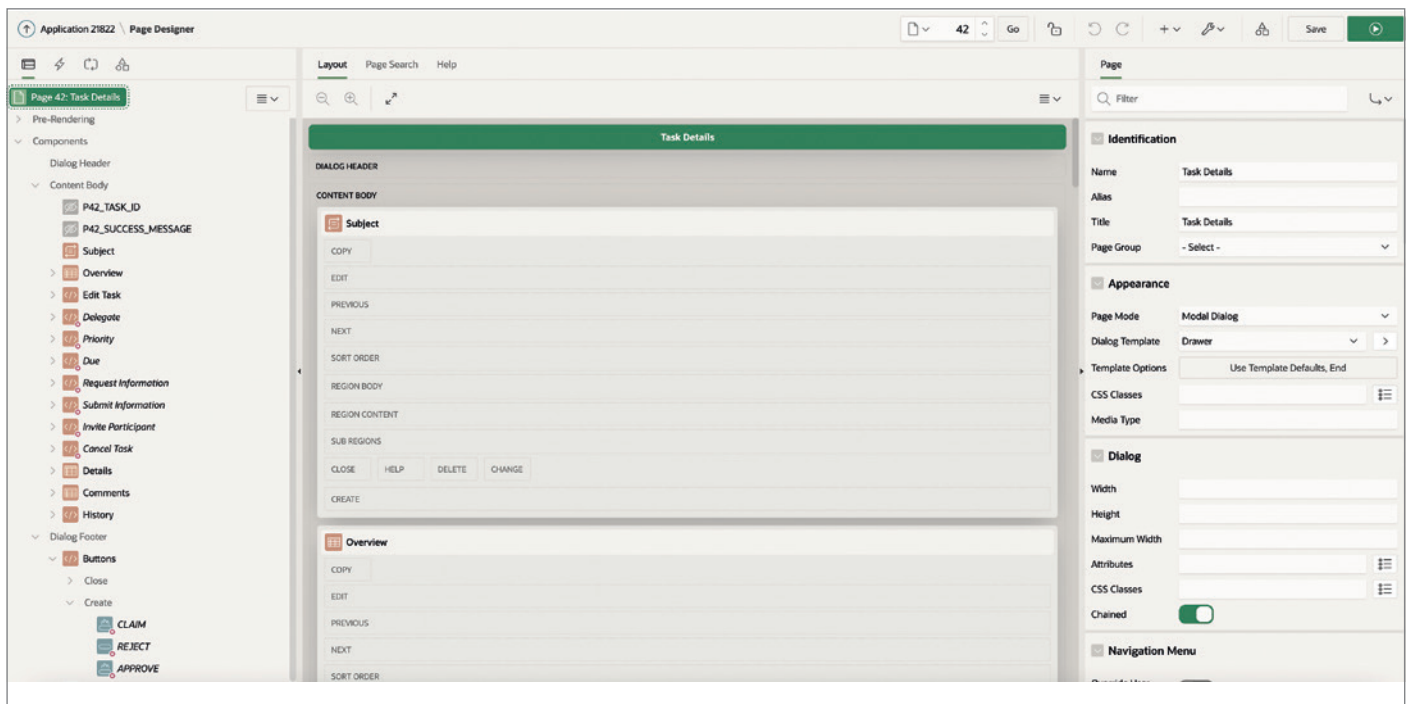 Application 21822 \ Page Designer
42 Go Save
Layout Page Search Help
Page
Page 42: Task Details
Filter
Pre-Rendering
Components
Dialog Header
Content Body
P42_TASK_ID
P42_SUCCESS_MESSAGE
Subject
Overview
Edit Task
Delegate
Priority
Due
Request Information
Submit Information
Invite Participant
Cancel Task
Details
Comments
History
Dialog Footer
Buttons
Close
Create
CLAIM
REJECT
APPROVE
Task Details
DIALOG HEADER
CONTENT BODY
Subject
COPY
EDIT
PREVIOUS
NEXT
SORT ORDER
REGION BODY
REGION CONTENT
SUB REGIONS
CLOSE HELP DELETE CHANGE
CREATE
Overview
COPY
EDIT
PREVIOUS
NEXT
SORT ORDER
Identification
Name Task Details
Alias
Title Task Details
Page Group - Select -
Appearance
Page Mode Modal Dialog
Dialog Template Drawer
Template Options Use Template Defaults, End
CSS Classes
Media Type
Dialog
Width
Height
Maximum Width
Attributes
CSS Classes
Chained
Navigation Menu